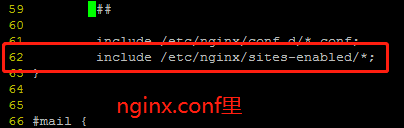 59 ##
60
61 include /etc/nginx/conf.d/*.conf;
62 include /etc/nginx/sites-enabled/*;
63 }
64
65
66 #mail {
nginx.conf里